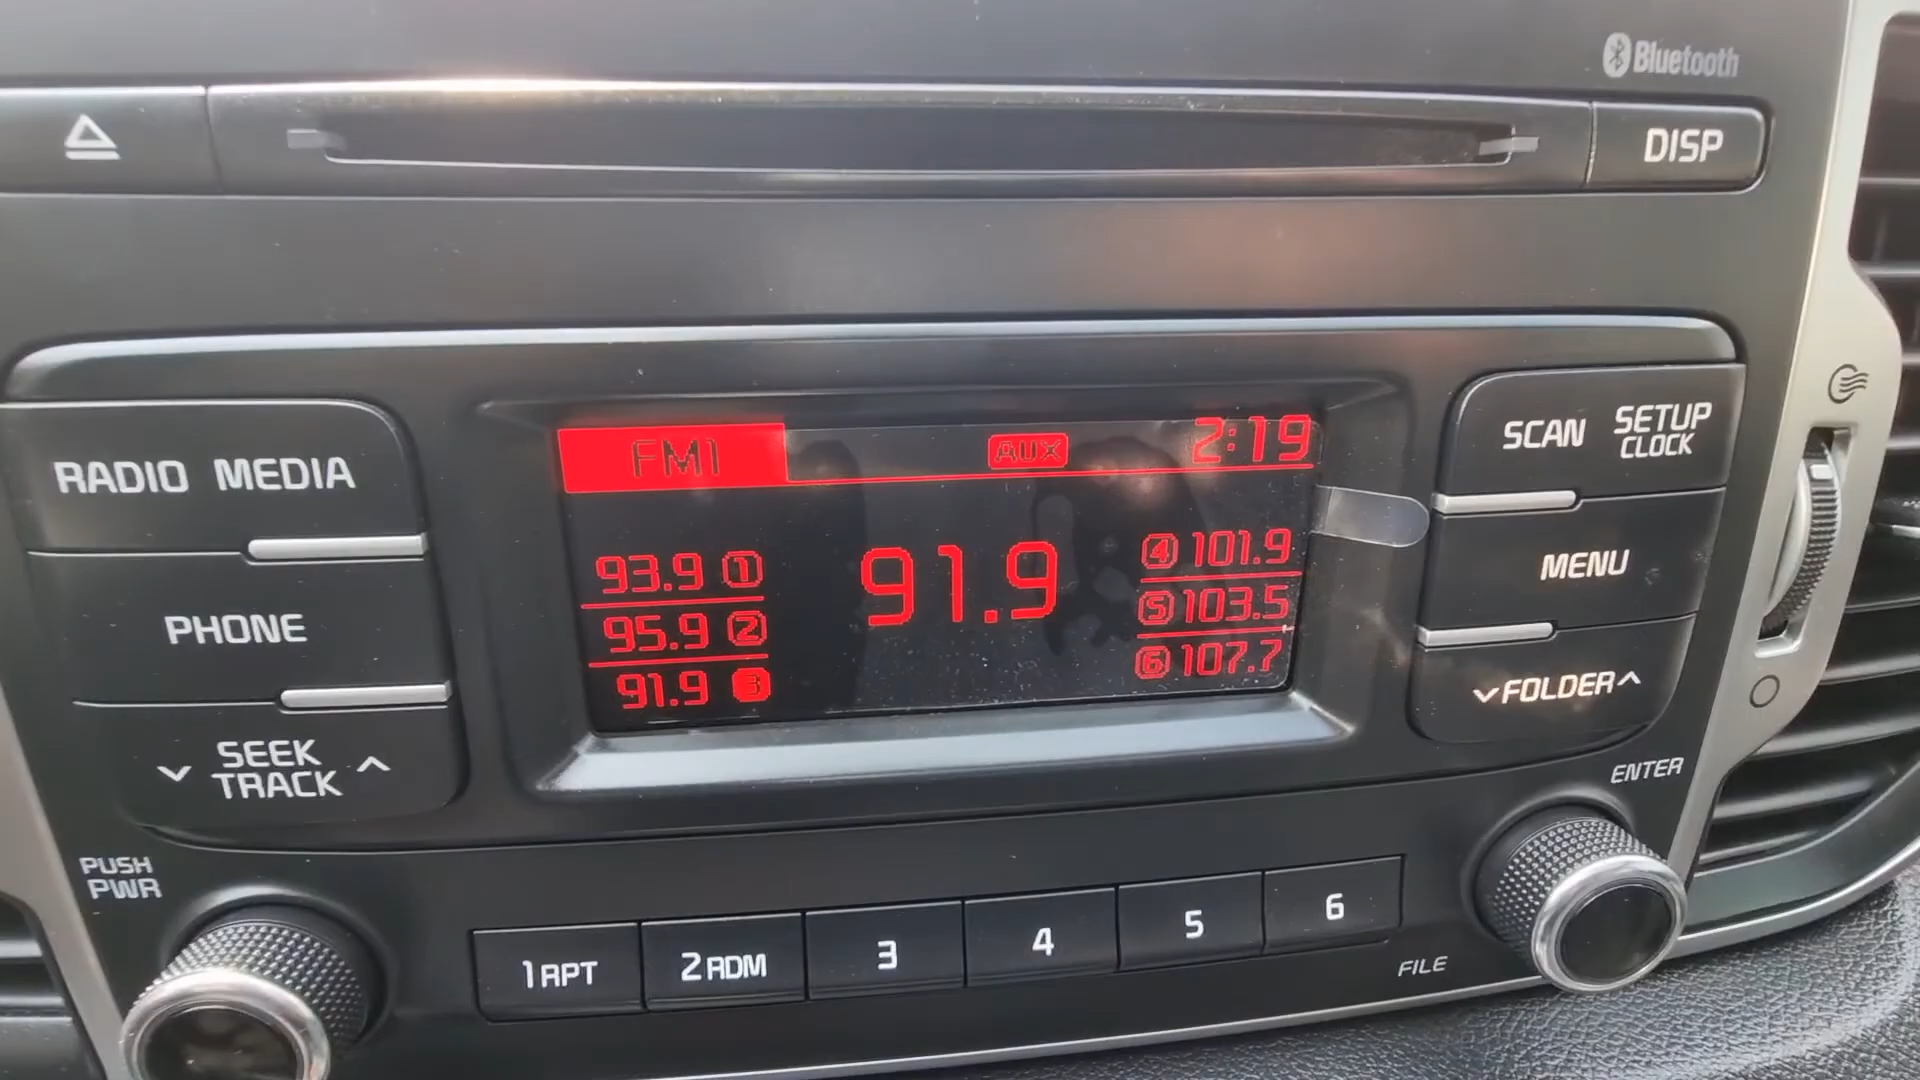 Bluetooth
DISP
FM1 AUX 2:19
93.9 1
95.9 2
91.9 3
91.9
4 101.9
5 103.5
6 107.7
RADIO MEDIA
PHONE
SEEK
TRACK
SCAN SETUP
CLOCK
MENU
FOLDER
PUSH
PWR
ENTER
1 RPT 2 RDM 3 4 5 6
FILE